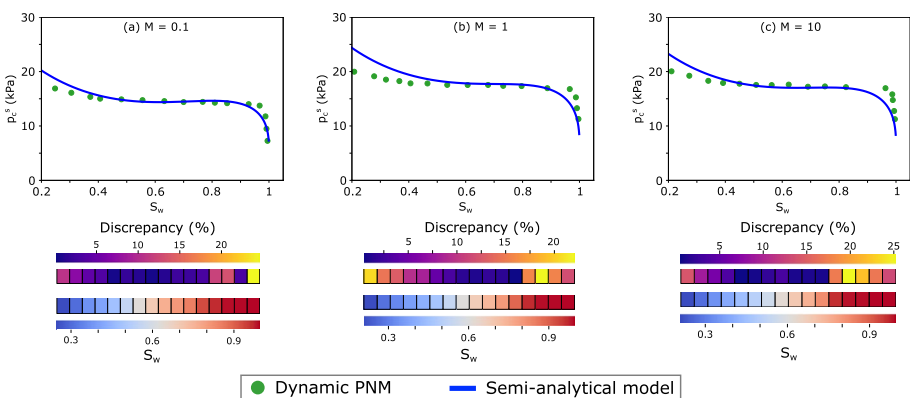 (a) M = 0.1
(b) M = 1
(c) M = 10
30
20
10
0
p_c^s (kPa)
0.2 0.4 0.6 0.8 1
S_w
30
20
10
0
p_c^s (kPa)
0.2 0.4 0.6 0.8 1
S_w
30
20
10
0
p_c^s (kPa)
0.2 0.4 0.6 0.8 1
S_w
Discrepancy (%)
5 10 15 20
0.3 0.6 0.9
S_w
Discrepancy (%)
5 10 15 20
0.3 0.6 0.9
S_w
Discrepancy (%)
5 10 15 20 25
0.3 0.6 0.9
S_w
Dynamic PNM Semi-analytical model